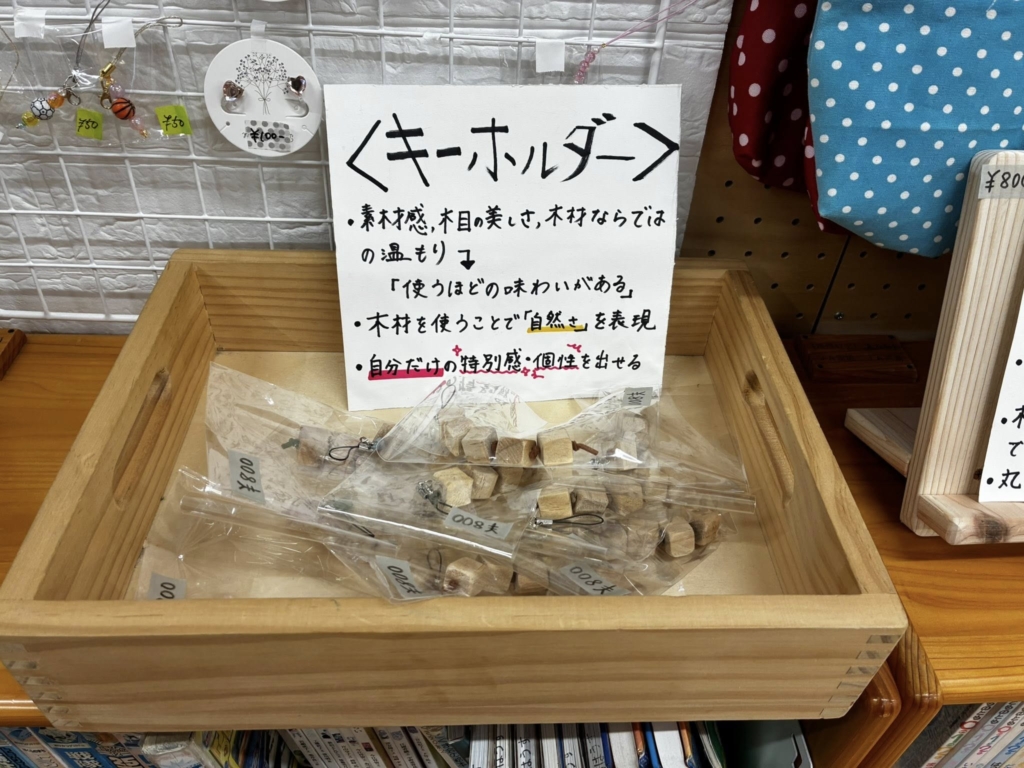 ¥50
¥50
¥100-
<キーホルダー>
・素材感,木目の美しさ,木材ならでは
の温もり
「使うほどの味わいがある」
・木材を使うことで「自然さ」を表現
・自分だけの特別感・個性を出せる
¥800
¥800
¥800
¥800